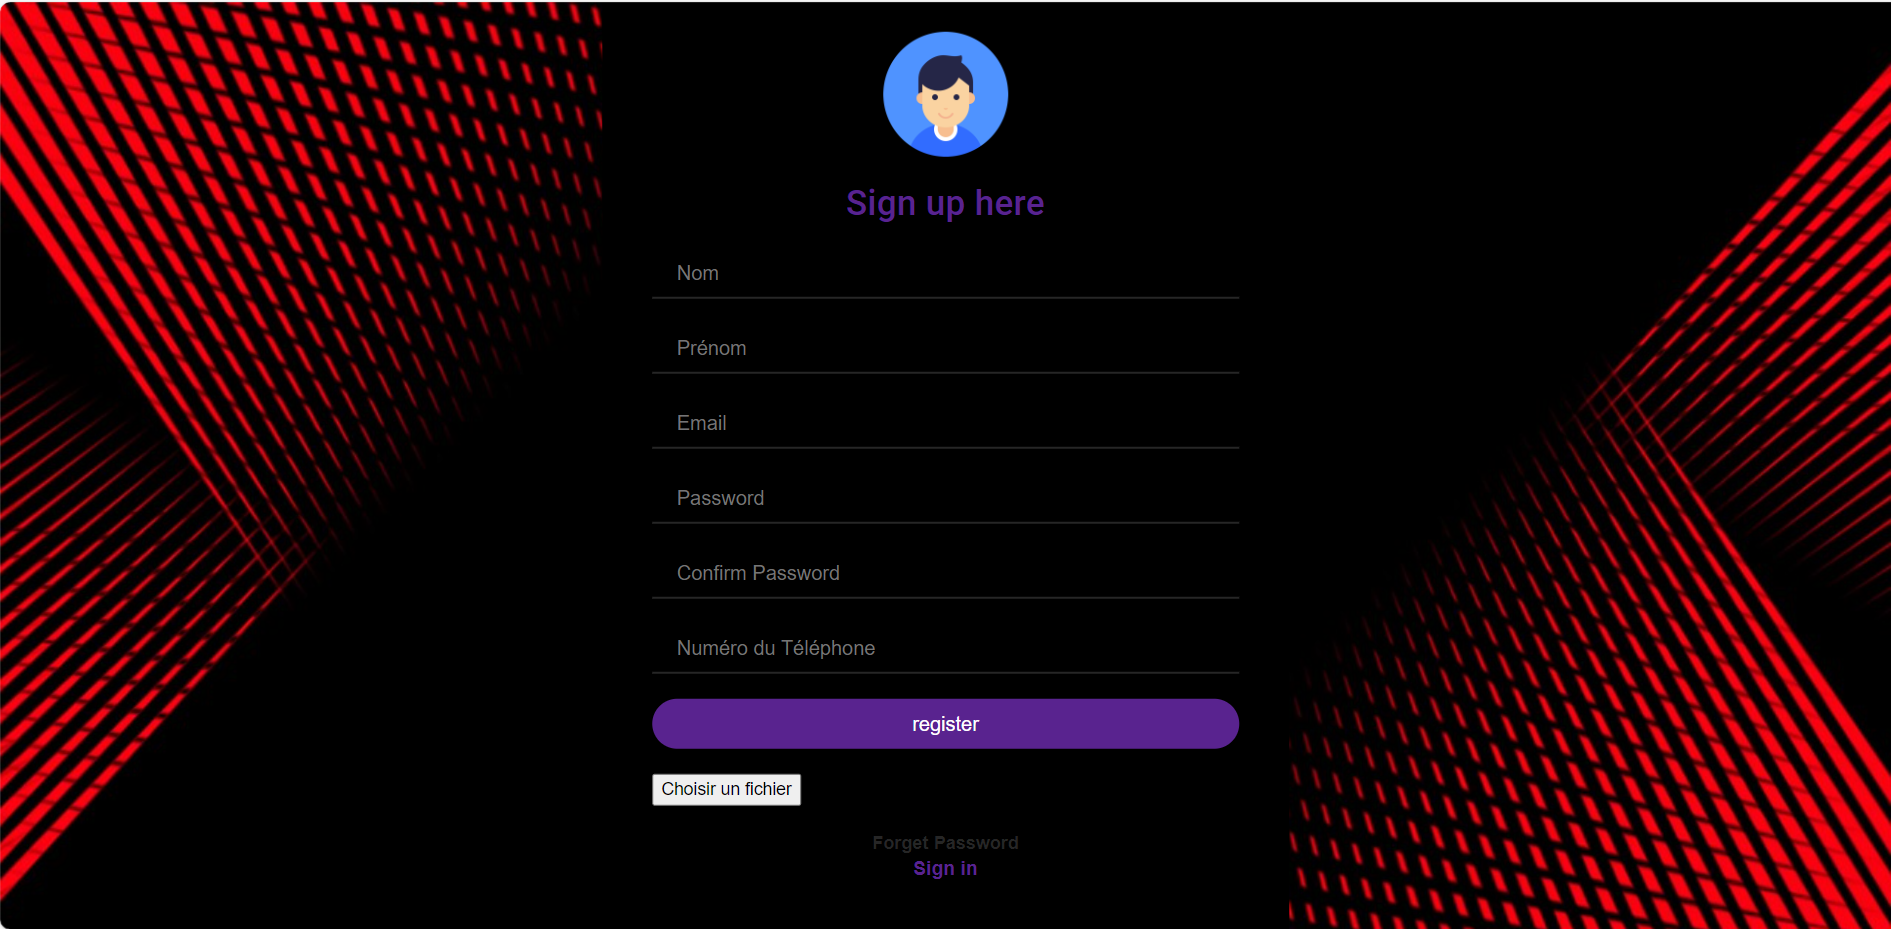 Sign up here
Nom
Prénom
Email
Password
Confirm Password
Numéro du Téléphone
register
Choisir un fichier
Forget Password
Sign in